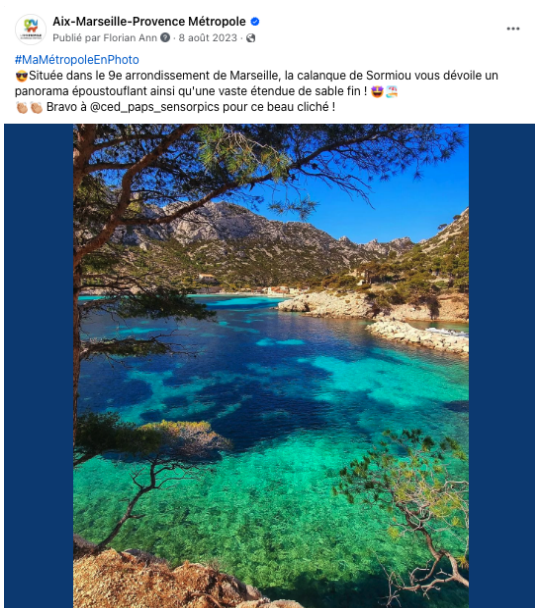 Aix-Marseille-Provence Métropole
Publié par Florian Ann · 8 août 2023 ·
#MaMétropoleEnPhoto
😎Située dans le 9e arrondissement de Marseille, la calanque de Sormiou vous dévoile un
panorama époustouflant ainsi qu'une vaste étendue de sable fin ! 🤩🏖️
👏🏼👏🏼 Bravo à @ced_paps_sensorpics pour ce beau cliché !